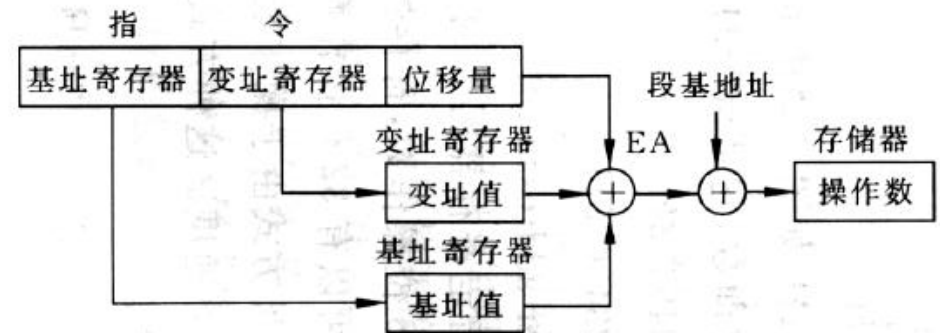 指 令
基址寄存器 变址寄存器 位移量
段基地址
变址寄存器 EA 存储器
变址值 + + 操作数
基址寄存器
基址值